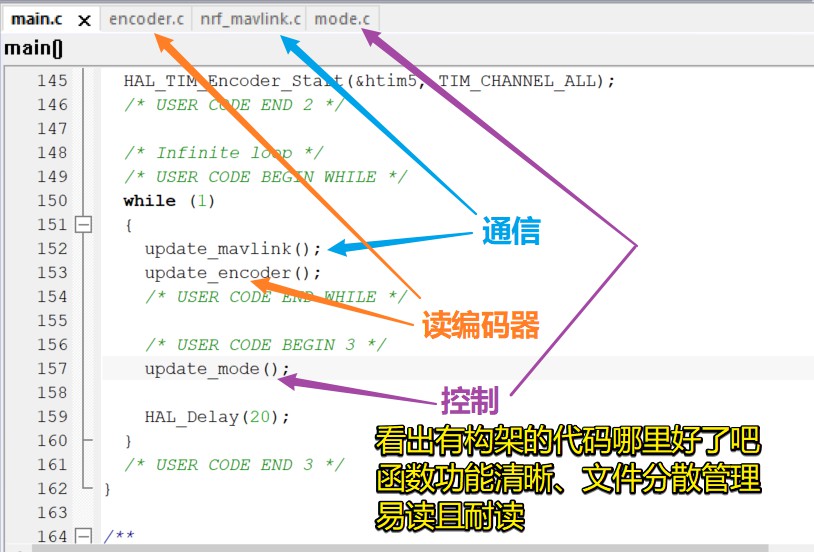 main.c × encoder.c nrf_mavlink.c mode.c
main()
145 HAL_TIM_Encoder_Start(&htim5, TIM_CHANNEL_ALL);
146 /* USER CODE END 2 */
147
148 /* Infinite loop */
149 /* USER CODE BEGIN WHILE */
150 while (1)
151 {
152 update_mavlink();
153 update_encoder();
154 /* USER CODE END WHILE */
155
156 /* USER CODE BEGIN 3 */
157 update_mode();
158
159 HAL_Delay(20);
160 }
161 /* USER CODE END 3 */
162 }
163
164 /**
通信
读编码器
控制
看出有构架的代码哪里好了吧
函数功能清晰、文件分散管理
易读且耐读